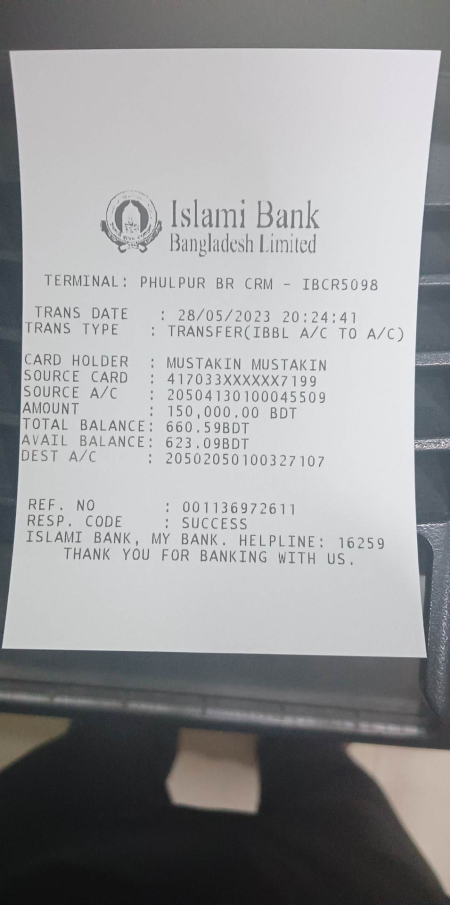 Islami Bank
Bangladesh Limited
TERMINAL: PHULPUR BR CRM - IBCR5098
TRANS DATE : 28/05/2023 20:24:41
TRANS TYPE : TRANSFER(IBBL A/C TO A/C)
CARD HOLDER : MUSTAKIN MUSTAKIN
SOURCE CARD : 417033XXXXXX7199
SOURCE A/C : 20504130100045509
AMOUNT : 150,000.00 BDT
TOTAL BALANCE: 660.59BDT
AVAIL BALANCE: 623.09BDT
DEST A/C : 20502050100327107
REF. NO : 001136972611
RESP. CODE : SUCCESS
ISLAMI BANK, MY BANK. HELPLINE: 16259
THANK YOU FOR BANKING WITH US.